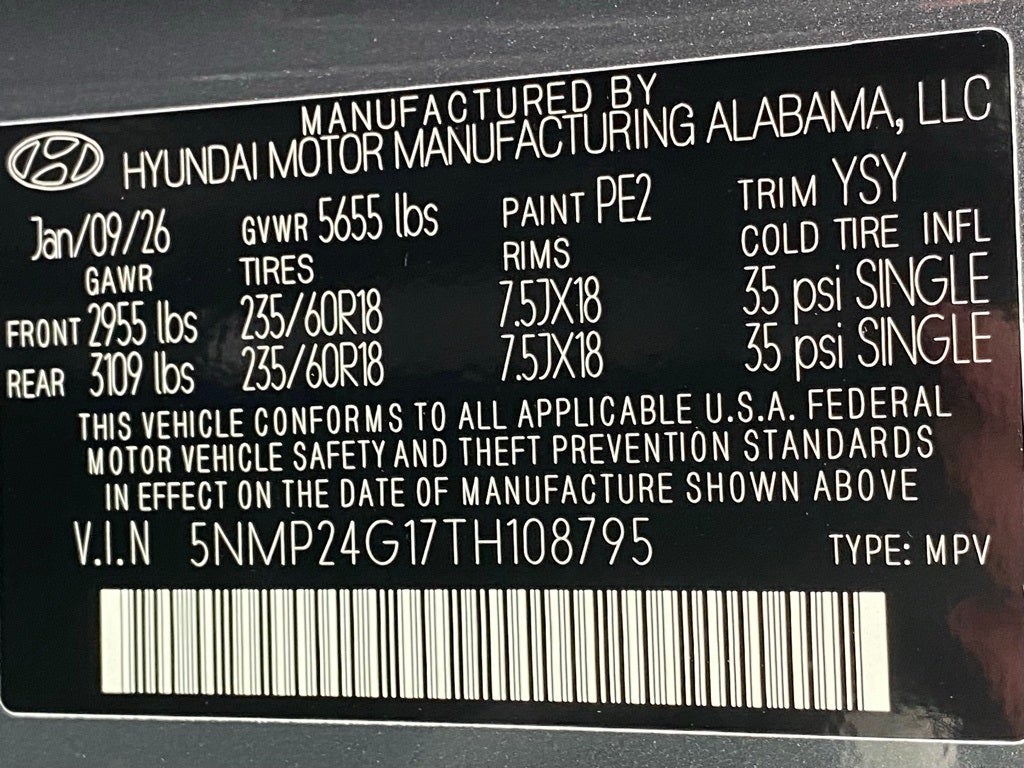 MANUFACTURED BY
HYUNDAI MOTOR MANUFACTURING ALABAMA, LLC
Jan/09/26 GVWR 5655 lbs PAINT PE2 TRIM YSY
GAWR TIRES RIMS COLD TIRE INFL
FRONT 2955 lbs 235/60R18 7.5JX18 35 psi SINGLE
REAR 3109 lbs 235/60R18 7.5JX18 35 psi SINGLE
THIS VEHICLE CONFORMS TO ALL APPLICABLE U.S.A. FEDERAL
MOTOR VEHICLE SAFETY AND THEFT PREVENTION STANDARDS
IN EFFECT ON THE DATE OF MANUFACTURE SHOWN ABOVE
V.I.N 5NMP24G17TH108795 TYPE: MPV